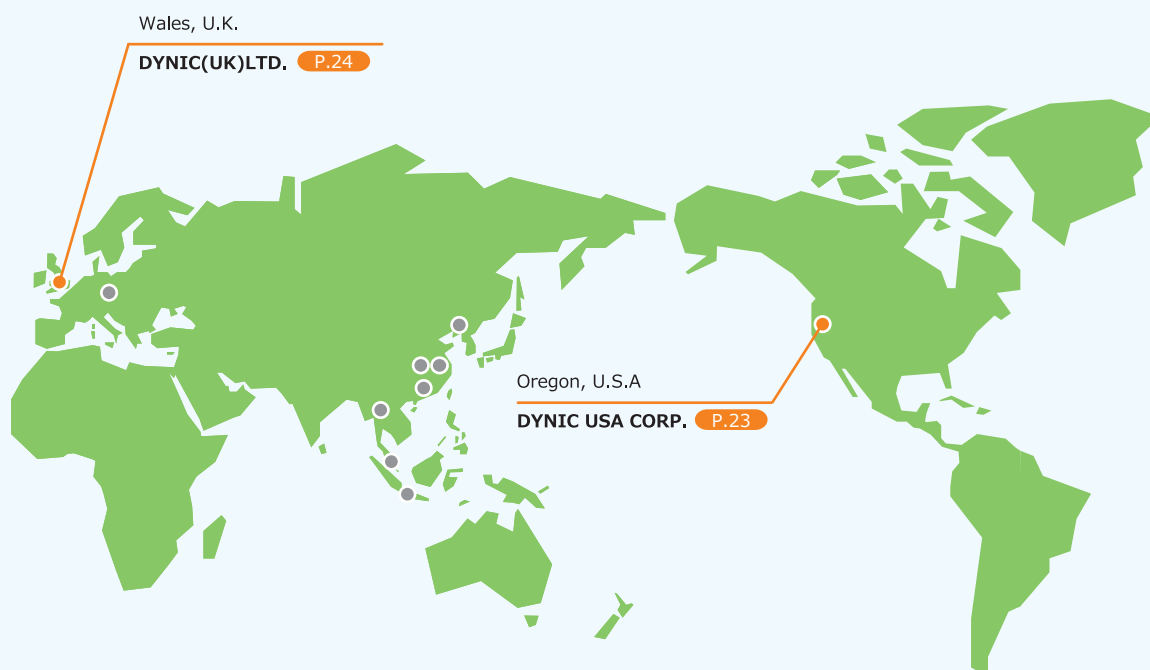 Wales, U.K.
DYNIC(UK)LTD. P.24
Oregon, U.S.A
DYNIC USA CORP. P.23